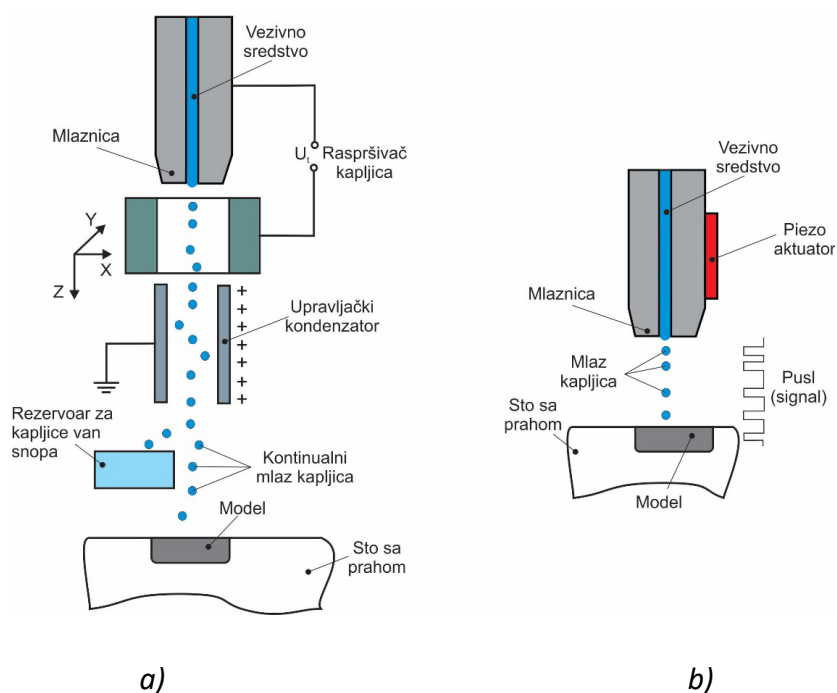 Vezivno
sredstvo
Mlaznica
U_t
Raspršivač
kapljica
Y
X
Z
+
+
+
+
+
+
+
Upravljački
kondenzator
Rezervoar za
kapljice van
snopa
Kontinualni
mlaz kapljica
Model
Sto sa
prahom
a)
Vezivno
sredstvo
Piezo
aktuator
Mlaznica
Mlaz
kapljica
Pusl
(signal)
Sto sa
prahom
Model
b)